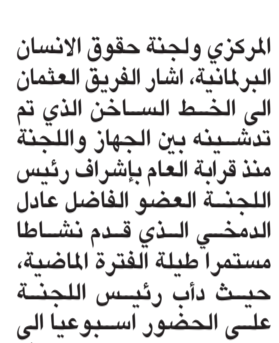 المركزي ولجنة حقوق الانسان
البرلمانية، اشار الفريق العثمان
الى الخط الساخن الذي تم
تدشينه بين الجهاز واللجنة
منذ قرابة العام بإشراف رئيس
اللجنة العضو الفاضل عادل
الدمخي الذي قدم نشاطا
مستمرا طيلة الفترة الماضية،
حيث دأب رئيس اللجنة
على الحضور اسبوعيا الى